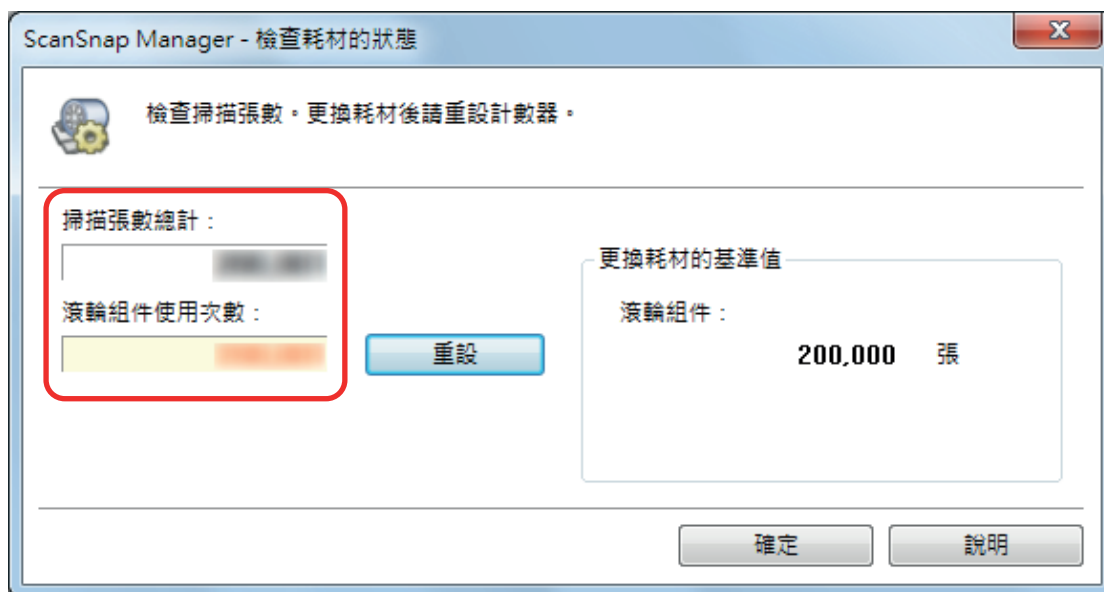 ScanSnap Manager - 檢查耗材的狀態
檢查掃描張數。更換耗材後請重設計數器。
掃描張數總計：
滾輪組件使用次數：
重設
更換耗材的基準值
滾輪組件：
200,000 張
確定
說明